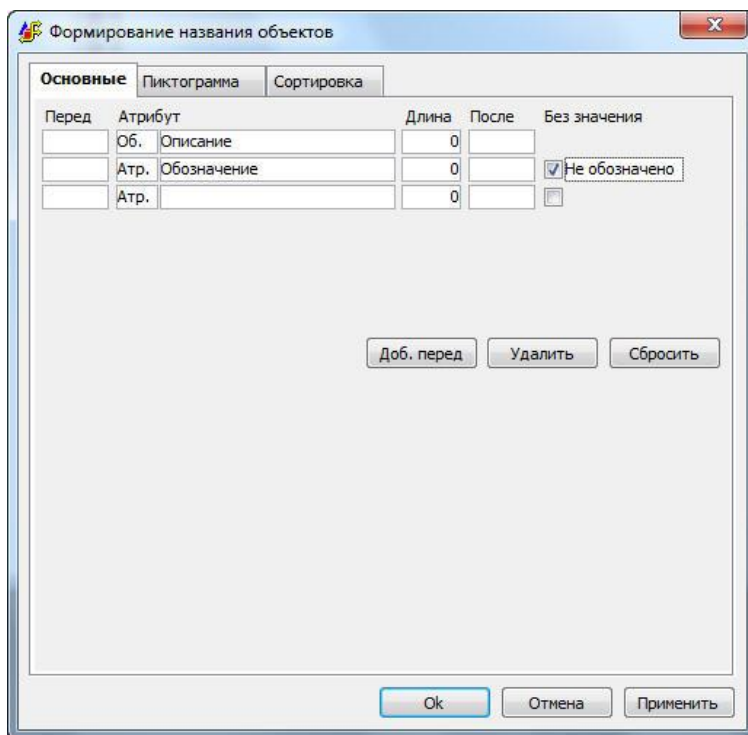 Формирование названия объектов
Основные Пиктограмма Сортировка
Перед Атрибут Длина После Без значения
Об. Описание 0
Атр. Обозначение 0 Не обозначено
Атр. 0
Доб. перед Удалить Сбросить
Ok Отмена Применить